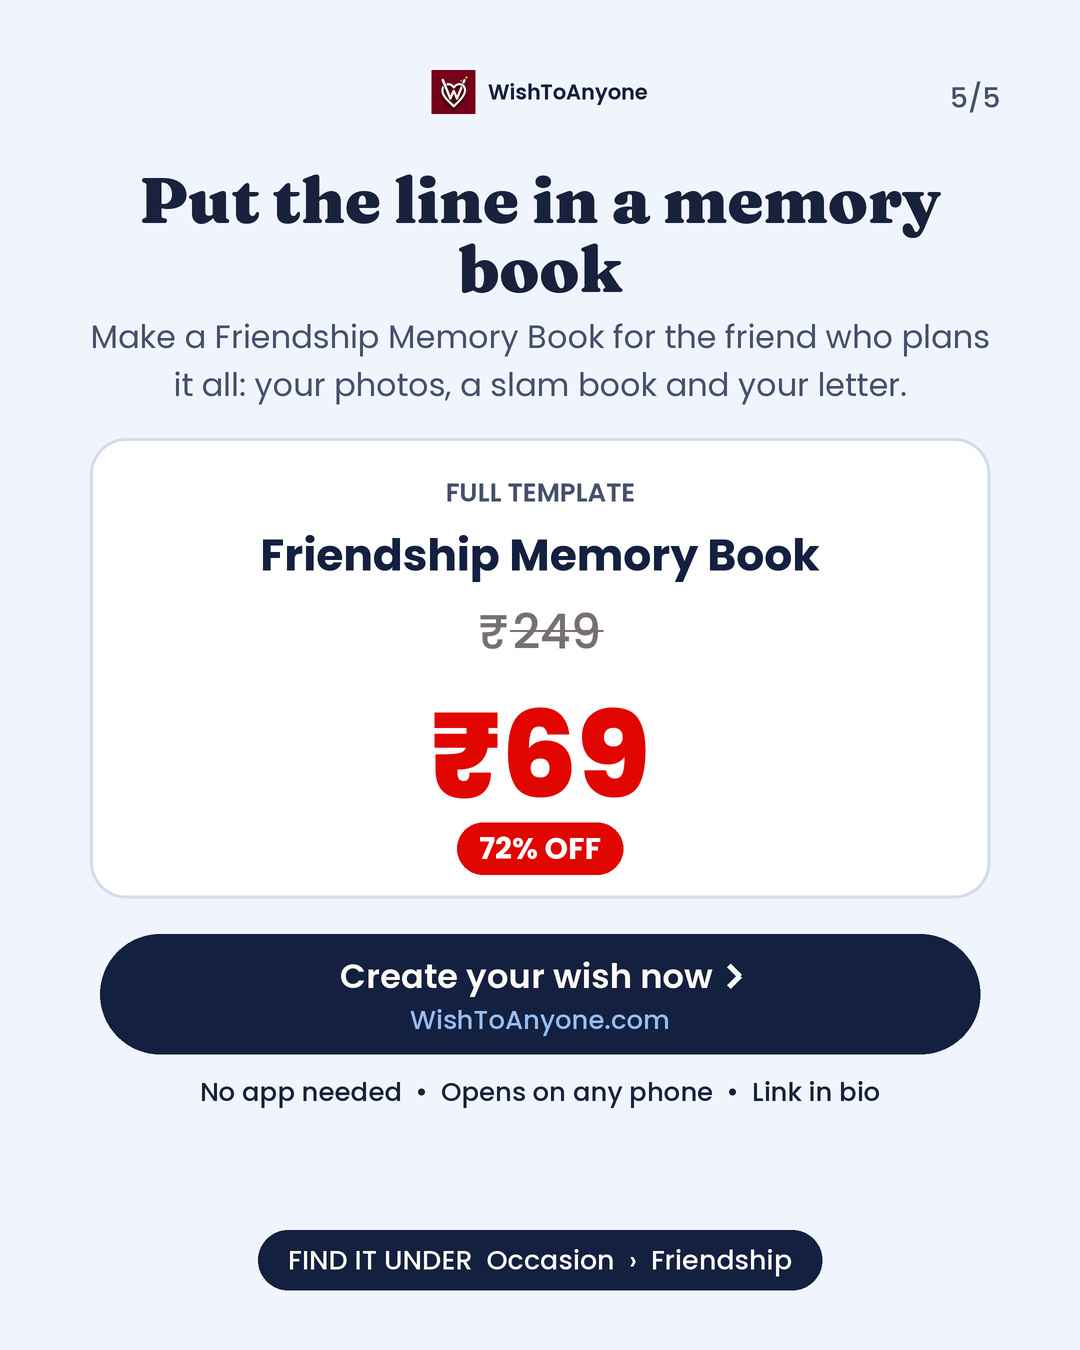 WishToAnyone
5/5
Put the line in a memory
book
Make a Friendship Memory Book for the friend who plans
it all: your photos, a slam book and your letter.
FULL TEMPLATE
Friendship Memory Book
₹249
₹69
72% OFF
Create your wish now ›
WishToAnyone.com
No app needed • Opens on any phone • Link in bio
FIND IT UNDER Occasion › Friendship